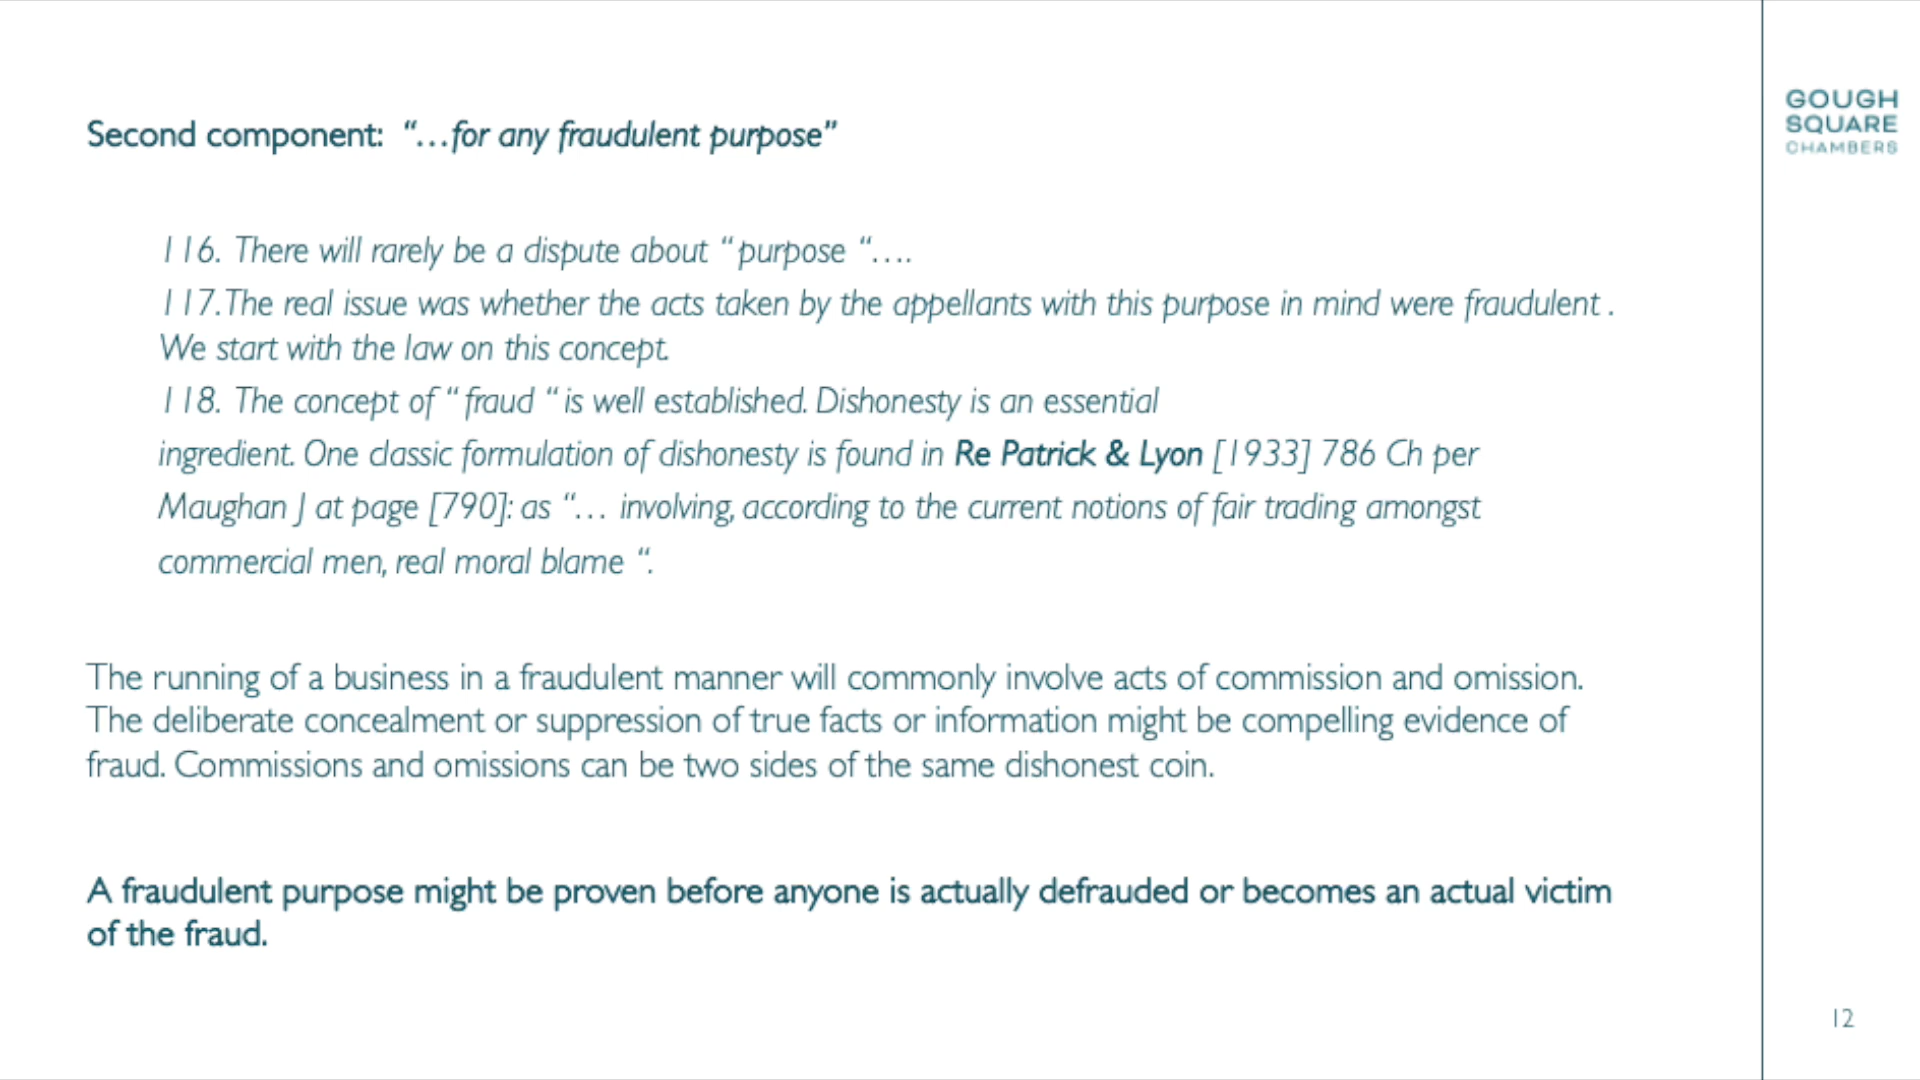 Second component: “…for any fraudulent purpose”
GOUGH
SQUARE
CHAMBERS
116. There will rarely be a dispute about “purpose “….
117.The real issue was whether the acts taken by the appellants with this purpose in mind were fraudulent .
We start with the law on this concept.
118. The concept of “ fraud “ is well established. Dishonesty is an essential
ingredient. One classic formulation of dishonesty is found in Re Patrick & Lyon [1933] 786 Ch per
Maughan J at page [790]: as “… involving, according to the current notions of fair trading amongst
commercial men, real moral blame “.
The running of a business in a fraudulent manner will commonly involve acts of commission and omission.
The deliberate concealment or suppression of true facts or information might be compelling evidence of
fraud. Commissions and omissions can be two sides of the same dishonest coin.
A fraudulent purpose might be proven before anyone is actually defrauded or becomes an actual victim
of the fraud.
12